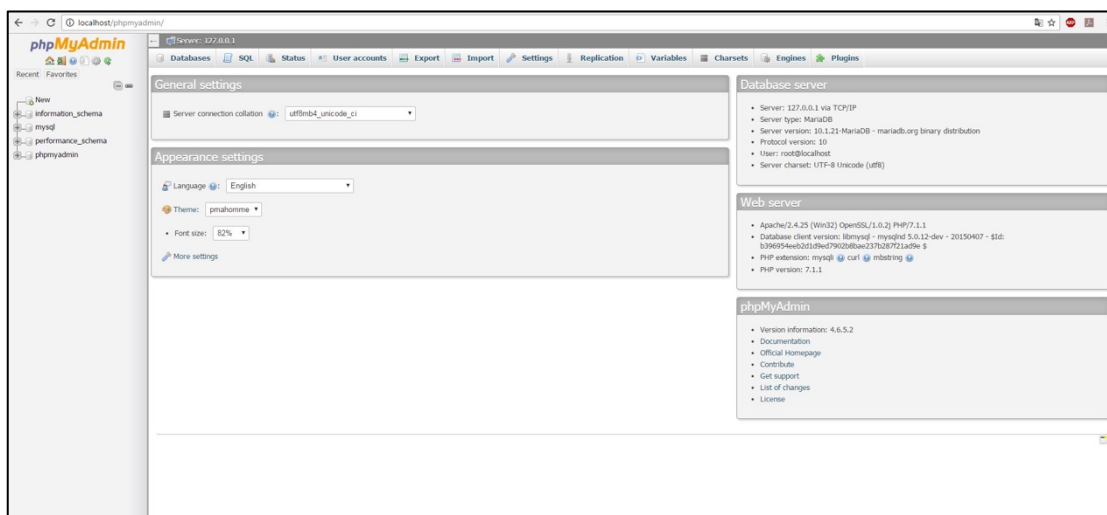 localhost/phpmyadmin/
phpMyAdmin
Recent Favorites
New
information_schema
mysql
performance_schema
phpmyadmin
Server: 127.0.0.1
Databases SQL Status User accounts Export Import Settings Replication Variables Charsets Engines Plugins
General settings
Server connection collation : utf8mb4_unicode_ci
Appearance settings
Language : English
Theme: pmahomme
• Font size: 82%
More settings
Database server
• Server: 127.0.0.1 via TCP/IP
• Server type: MariaDB
• Server version: 10.1.21-MariaDB - mariadb.org binary distribution
• Protocol version: 10
• User: root@localhost
• Server charset: UTF-8 Unicode (utf8)
Web server
• Apache/2.4.25 (Win32) OpenSSL/1.0.2j PHP/7.1.1
• Database client version: libmysql - mysqlnd 5.0.12-dev - 20150407 - $Id:
b396954eeb2d1d9ed7902b8bae237b287f21ad9e $
• PHP extension: mysqli curl mbstring
• PHP version: 7.1.1
phpMyAdmin
• Version information: 4.6.5.2
• Documentation
• Official Homepage
• Contribute
• Get support
• List of changes
• License